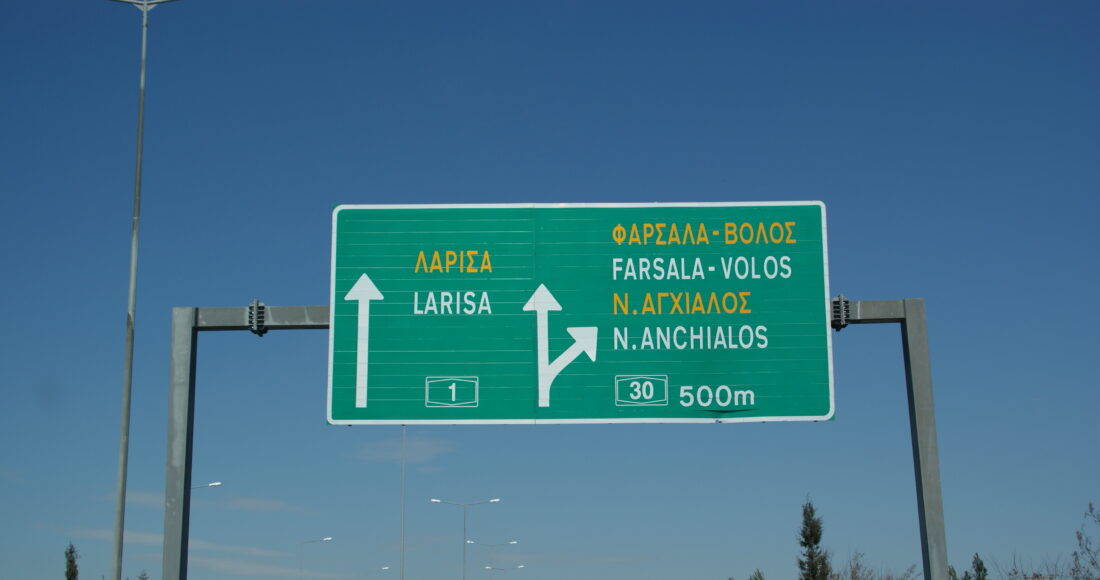 ΛΑΡΙΣΑ
LARISA
1
ΦΑΡΣΑΛΑ-ΒΟΛΟΣ
FARSALA-VOLOS
Ν.ΑΓΧΙΑΛΟΣ
N.ANCHIALOS
30 500m